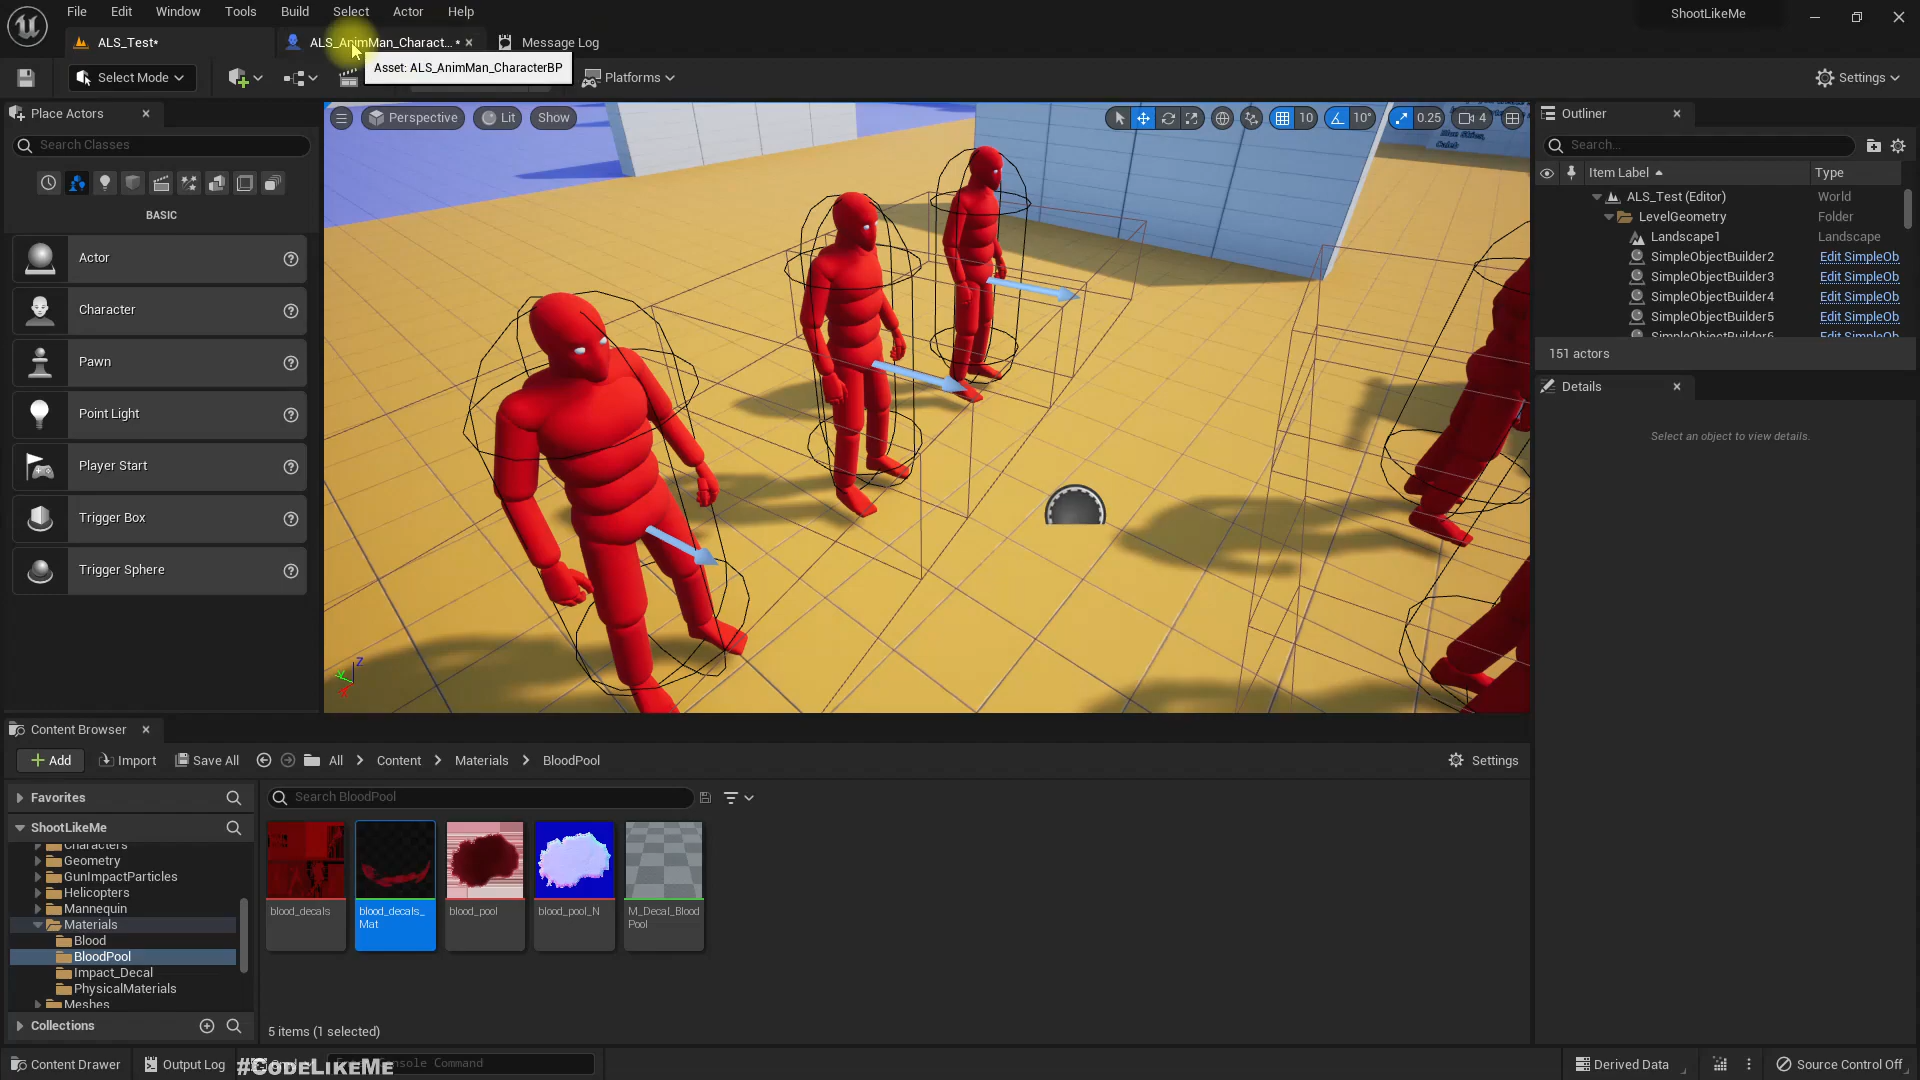 File Edit Window Tools Build Select Actor Help
ShootLikeMe
ALS_Test*
ALS_AnimMan_Charact... *
Message Log
Asset: ALS_AnimMan_CharacterBP
Select Mode
Platforms
Settings
Place Actors
Search Classes
BASIC
Actor
Character
Pawn
Point Light
Player Start
Trigger Box
Trigger Sphere
Perspective
Lit
Show
10
10°
0.25
4
Outliner
Search...
Item Label
Type
ALS_Test (Editor) World
LevelGeometry Folder
Landscape1 Landscape
SimpleObjectBuilder2 Edit SimpleOb
SimpleObjectBuilder3 Edit SimpleOb
SimpleObjectBuilder4 Edit SimpleOb
SimpleObjectBuilder5 Edit SimpleOb
SimpleObjectBuilder6 Edit SimpleOb
151 actors
Details
Select an object to view details.
Z
Y
X
Content Browser
Add Import Save All All Content Materials BloodPool Settings
Favorites
ShootLikeMe
Characters
Geometry
GunImpactParticles
Helicopters
Mannequin
Materials
Blood
BloodPool
Impact_Decal
PhysicalMaterials
Meshes
Collections
Search BloodPool
blood_decals
blood_decals_
Mat
blood_pool
blood_pool_N
M_Decal_Blood
Pool
5 items (1 selected)
Content Drawer
Output Log
#CodeLikeMe
Console Command
Derived Data
Source Control Off